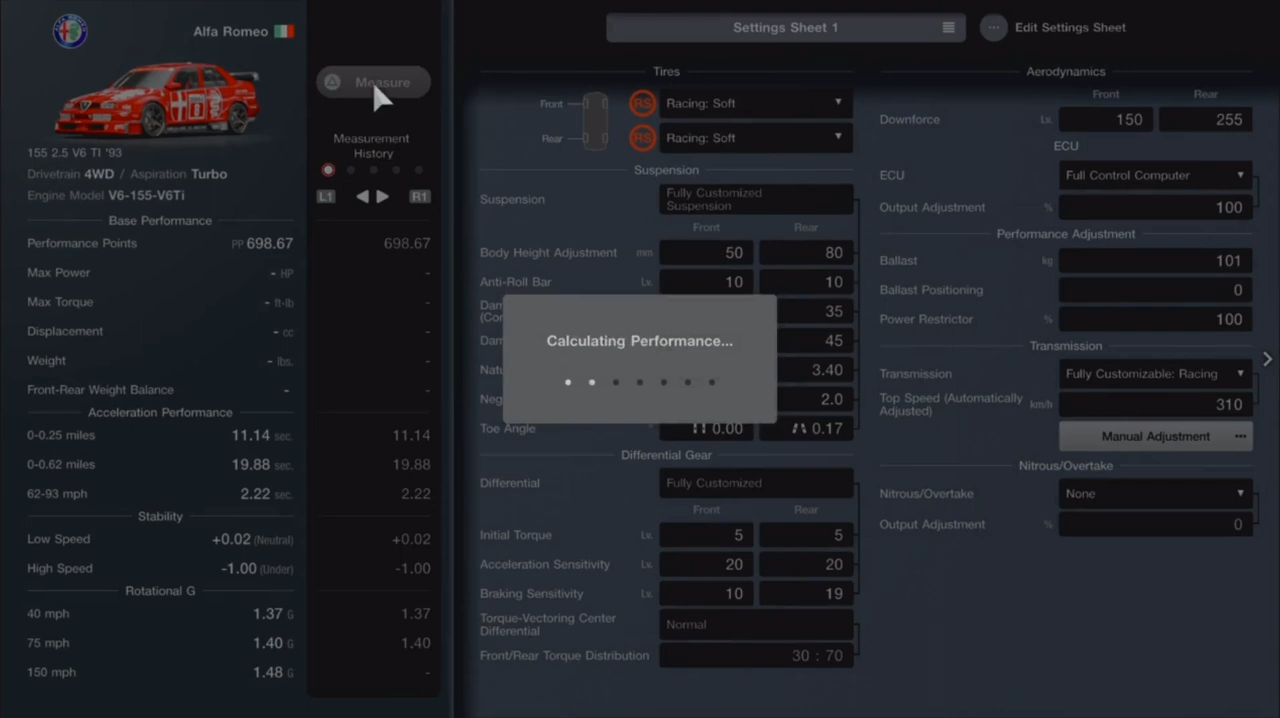 Alfa Romeo
155 2.5 V6 TI '93
Drivetrain 4WD / Aspiration Turbo
Engine Model V6-155-V6Ti
Base Performance
Performance Points PP 698.67 698.67
Max Power - HP -
Max Torque - ft-lb -
Displacement - cc -
Weight - lbs. -
Front-Rear Weight Balance - -
Acceleration Performance
0-0.25 miles 11.14 sec. 11.14
0-0.62 miles 19.88 sec. 19.88
62-93 mph 2.22 sec. 2.22
Stability
Low Speed +0.02 (Neutral) +0.02
High Speed -1.00 (Under) -1.00
Rotational G
40 mph 1.37 G 1.37
75 mph 1.40 G 1.40
150 mph 1.48 G -
Measure
Measurement
History
L1 R1
Settings Sheet 1
Edit Settings Sheet
Tires
Front RS Racing: Soft
Rear RS Racing: Soft
Suspension
Suspension Fully Customized
Suspension
Front Rear
Body Height Adjustment mm 50 80
Anti-Roll Bar Lv. 10 10
35
45
3.40
2.0
Toe Angle 0.00 0.17
Calculating Performance...
Differential Gear
Differential Fully Customized
Front Rear
Initial Torque Lv. 5 5
Acceleration Sensitivity Lv. 20 20
Braking Sensitivity Lv. 10 19
Torque-Vectoring Center
Differential Normal
Front/Rear Torque Distribution 30 : 70
Aerodynamics
Front Rear
Downforce Lv. 150 255
ECU
ECU Full Control Computer
Output Adjustment % 100
Performance Adjustment
Ballast kg 101
Ballast Positioning 0
Power Restrictor % 100
Transmission
Transmission Fully Customizable: Racing
Top Speed (Automatically
Adjusted) km/h 310
Manual Adjustment
Nitrous/Overtake
Nitrous/Overtake None
Output Adjustment % 0